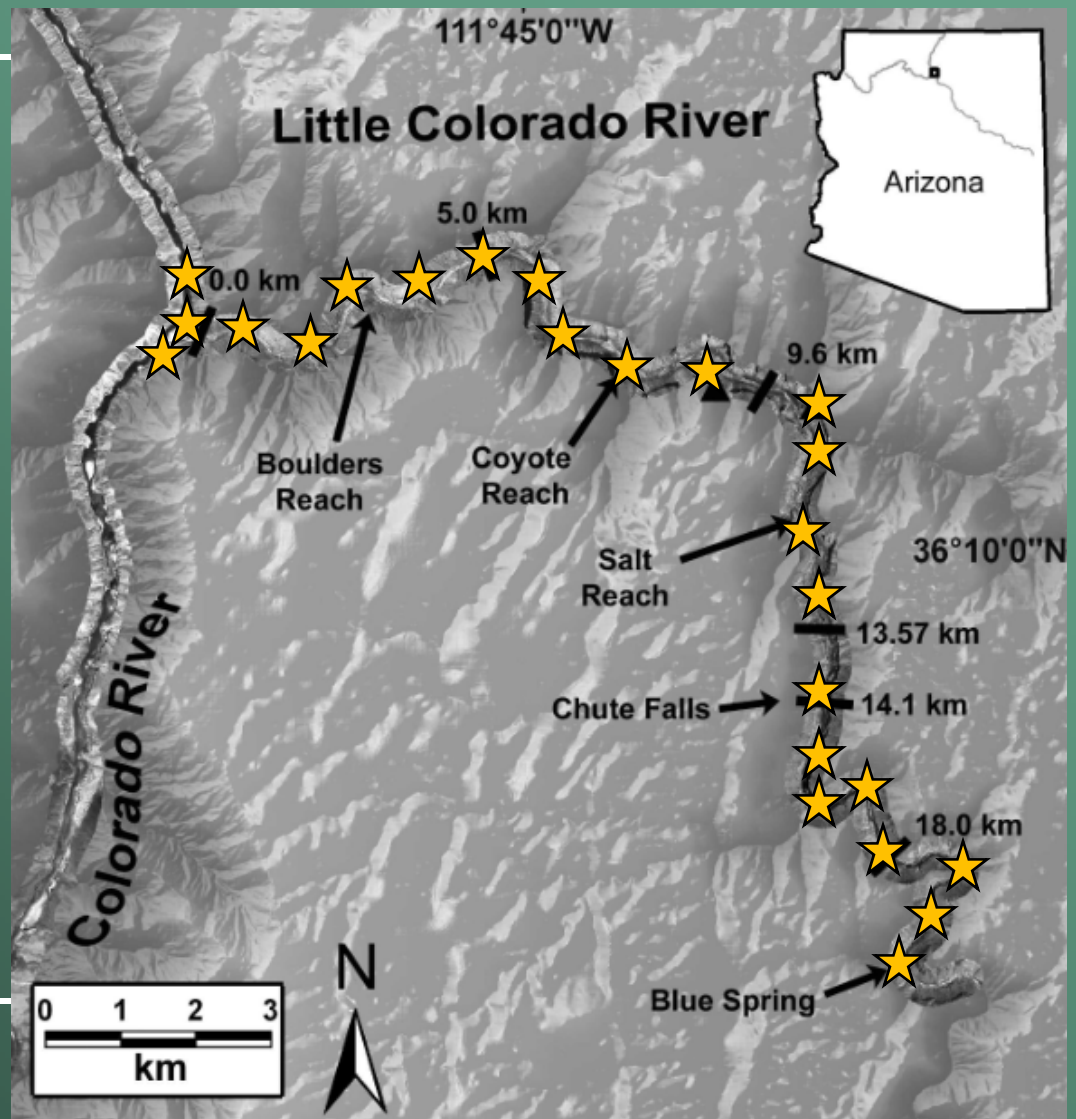 111°45'0"W
Little Colorado River
Arizona
5.0 km
0.0 km
9.6 km
Boulders
Reach
Coyote
Reach
Salt
Reach
36°10'0"N
13.57 km
Chute Falls
14.1 km
Colorado River
18.0 km
Blue Spring
N
0 1 2 3
km